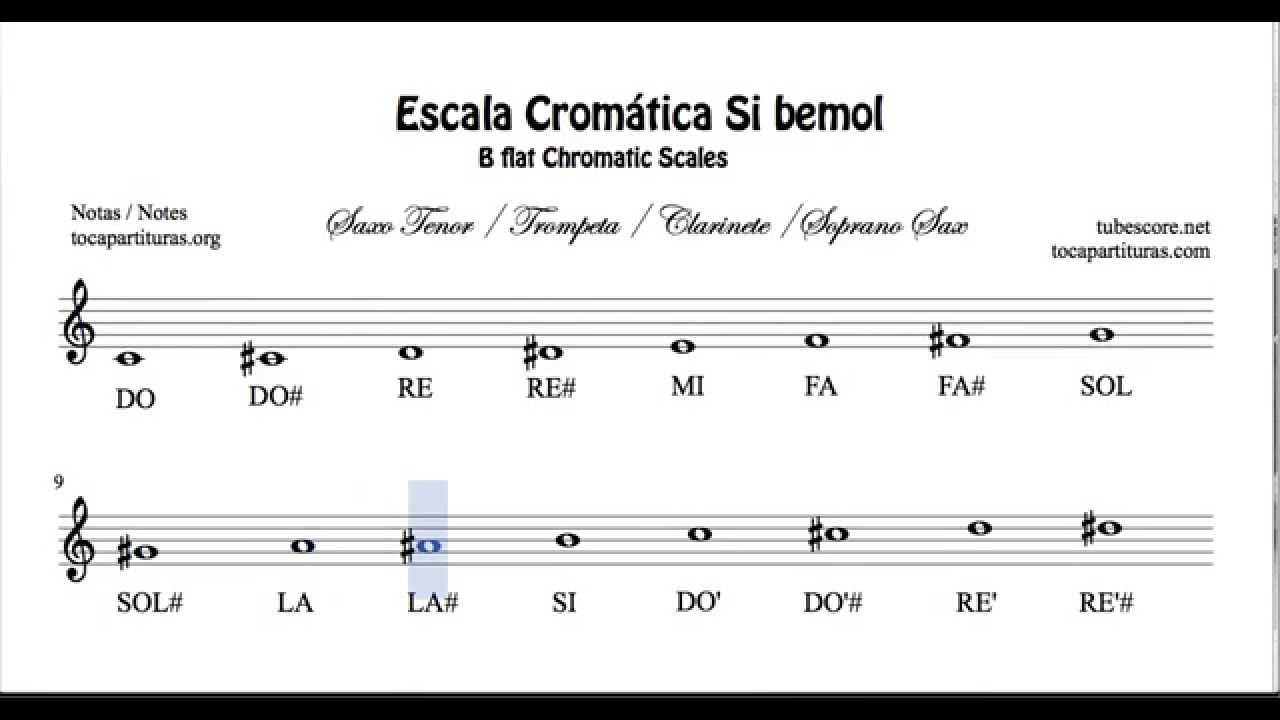 Escala Cromática Si bemol
B flat Chromatic Scales
Notas / Notes
tocapartituras.org
Saxo Tenor / Trompeta / Clarinete / Soprano Sax
tubescore.net
tocapartituras.com
DO DO# RE RE# MI FA FA# SOL
9
SOL# LA LA# SI DO' DO'# RE' RE'#